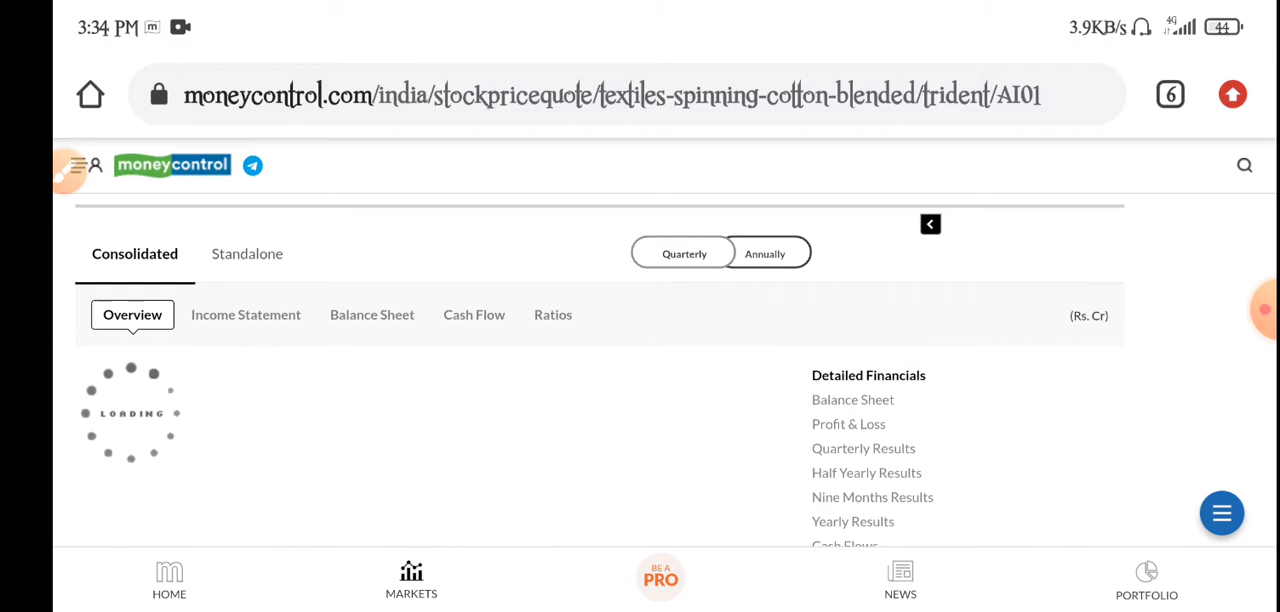 3:34 PM m
3.9KB/s 4G 44
moneycontrol.com/india/stockpricequote/textiles-spinning-cotton-blended/trident/AI01
6
moneycontrol
Consolidated Standalone
Quarterly Annually
Overview Income Statement Balance Sheet Cash Flow Ratios (Rs. Cr)
LOADING
Detailed Financials
Balance Sheet
Profit & Loss
Quarterly Results
Half Yearly Results
Nine Months Results
Yearly Results
Cash Flows
BE A
PRO
HOME MARKETS NEWS PORTFOLIO